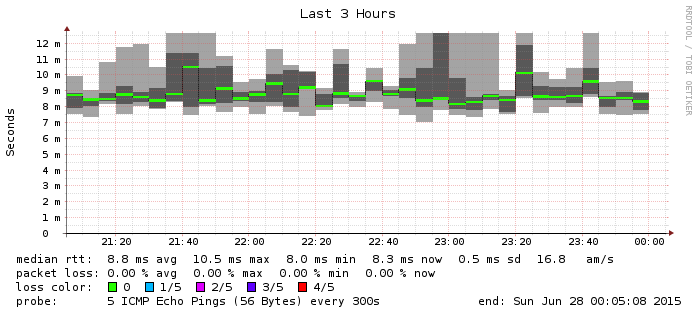 Last 3 Hours
RRDTOOL / TOBI OETIKER
Seconds
12 m
11 m
10 m
9 m
8 m
7 m
6 m
5 m
4 m
3 m
2 m
1 m
0
21:20 21:40 22:00 22:20 22:40 23:00 23:20 23:40 00:00
median rtt: 8.8 ms avg 10.5 ms max 8.0 ms min 8.3 ms now 0.5 ms sd 16.8 am/s
packet loss: 0.00 % avg 0.00 % max 0.00 % min 0.00 % now
loss color: 0 1/5 2/5 3/5 4/5
probe: 5 ICMP Echo Pings (56 Bytes) every 300s end: Sun Jun 28 00:05:08 2015